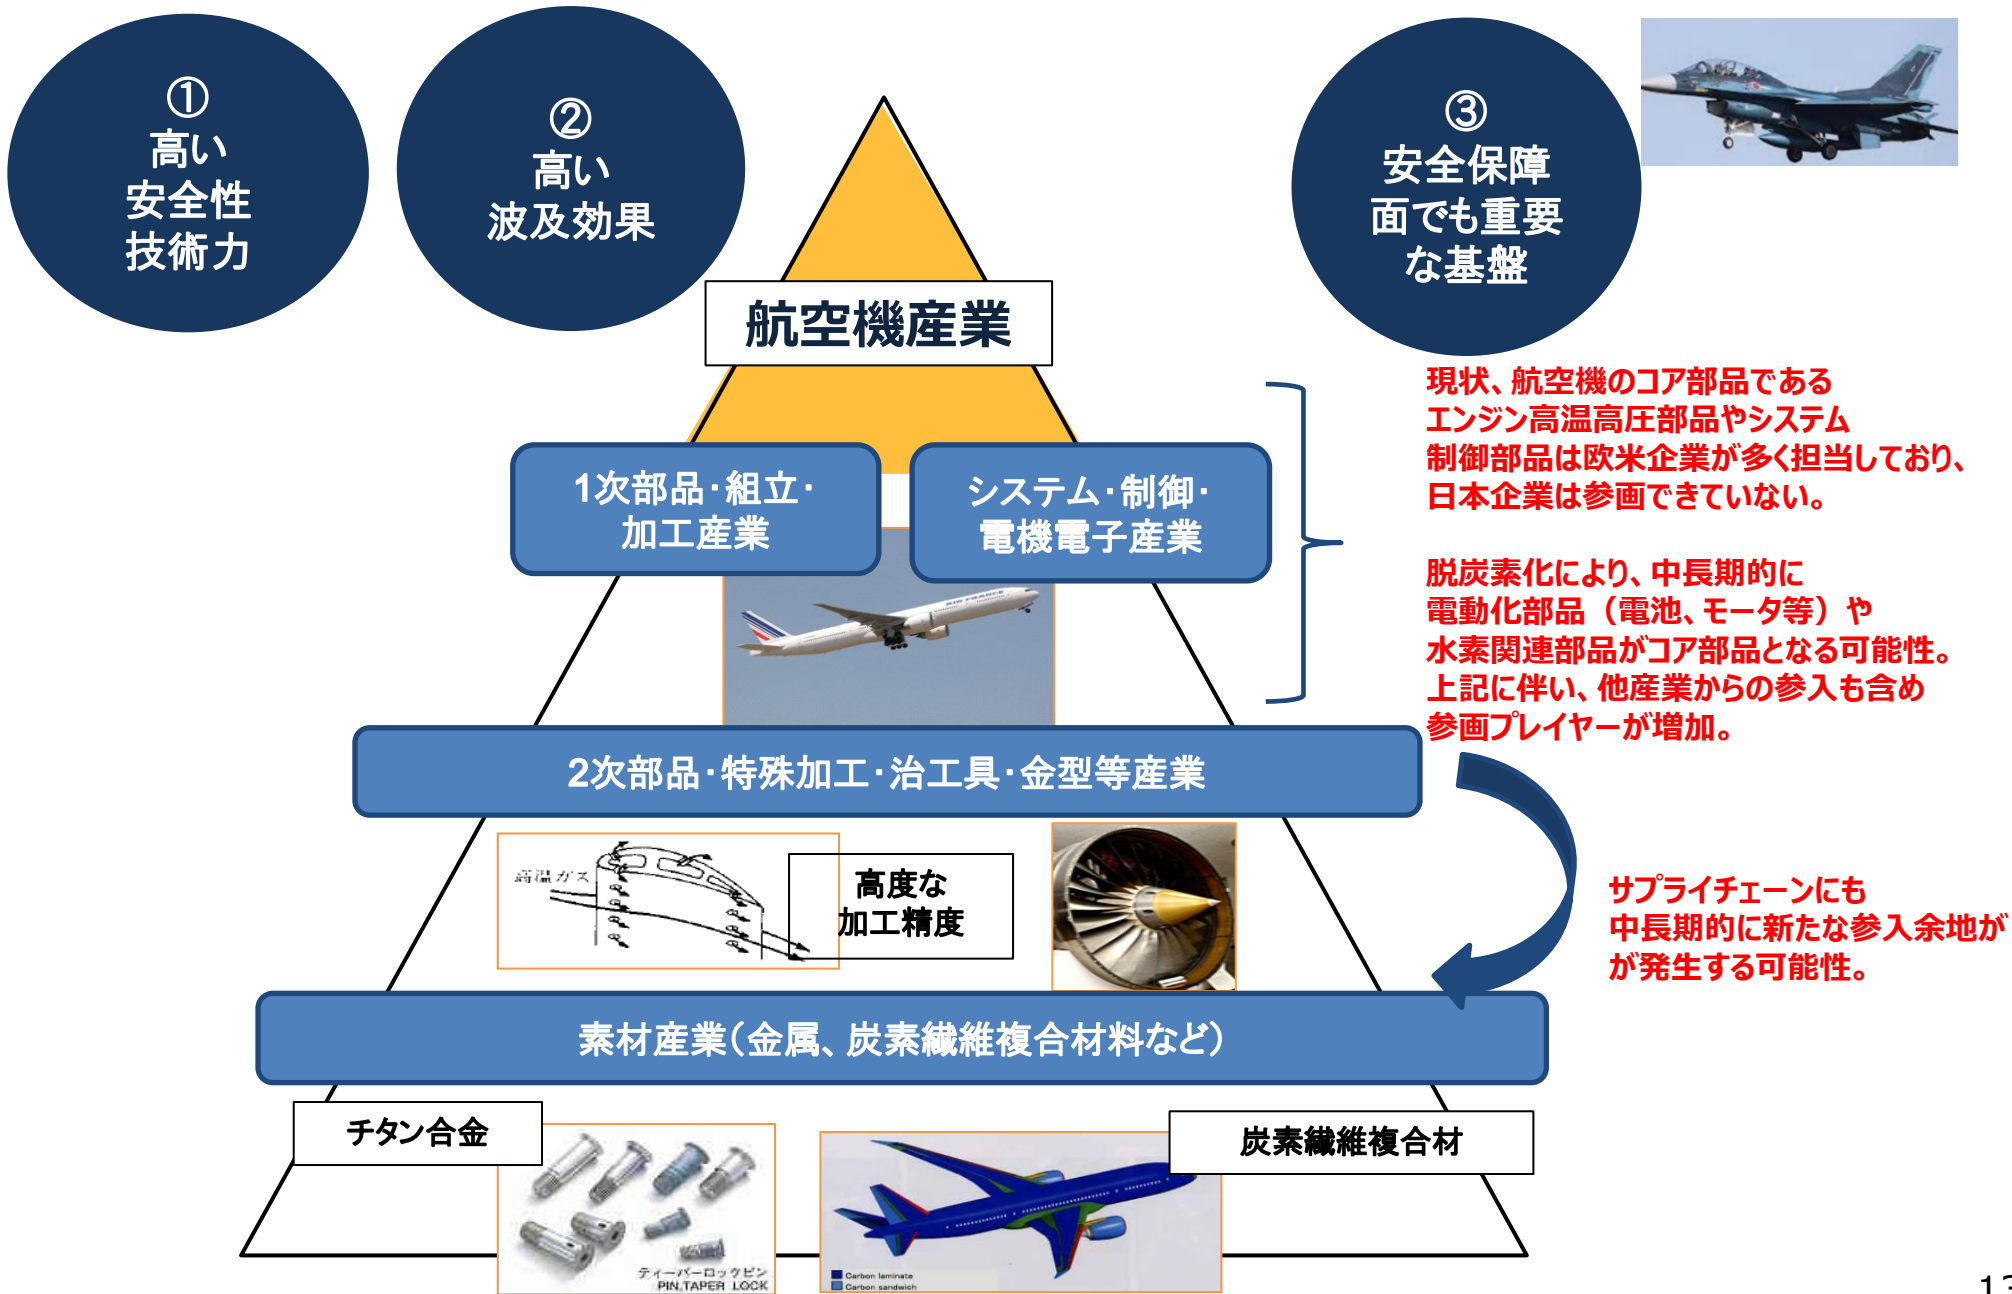 ①
高い
安全性
技術力
②
高い
波及効果
③
安全保障
面でも重要
な基盤
航空機産業
現状、航空機のコア部品である
エンジン高温高圧部品やシステム
制御部品は欧米企業が多く担当しており、
日本企業は参画できていない。
脱炭素化により、中長期的に
電動化部品（電池、モータ等）や
水素関連部品がコア部品となる可能性。
上記に伴い、他産業からの参入も含め
参画プレイヤーが増加。
1次部品・組立・
加工産業
システム・制御・
電機電子産業
AIR FRANCE
2次部品・特殊加工・治工具・金型等産業
高温ガス
高度な
加工精度
サプライチェーンにも
中長期的に新たな参入余地が
が発生する可能性。
素材産業（金属、炭素繊維複合材料など）
チタン合金
炭素繊維複合材
ティーパーロックピン
PIN,TAPER LOCK
Carbon laminate
Carbon sandwich